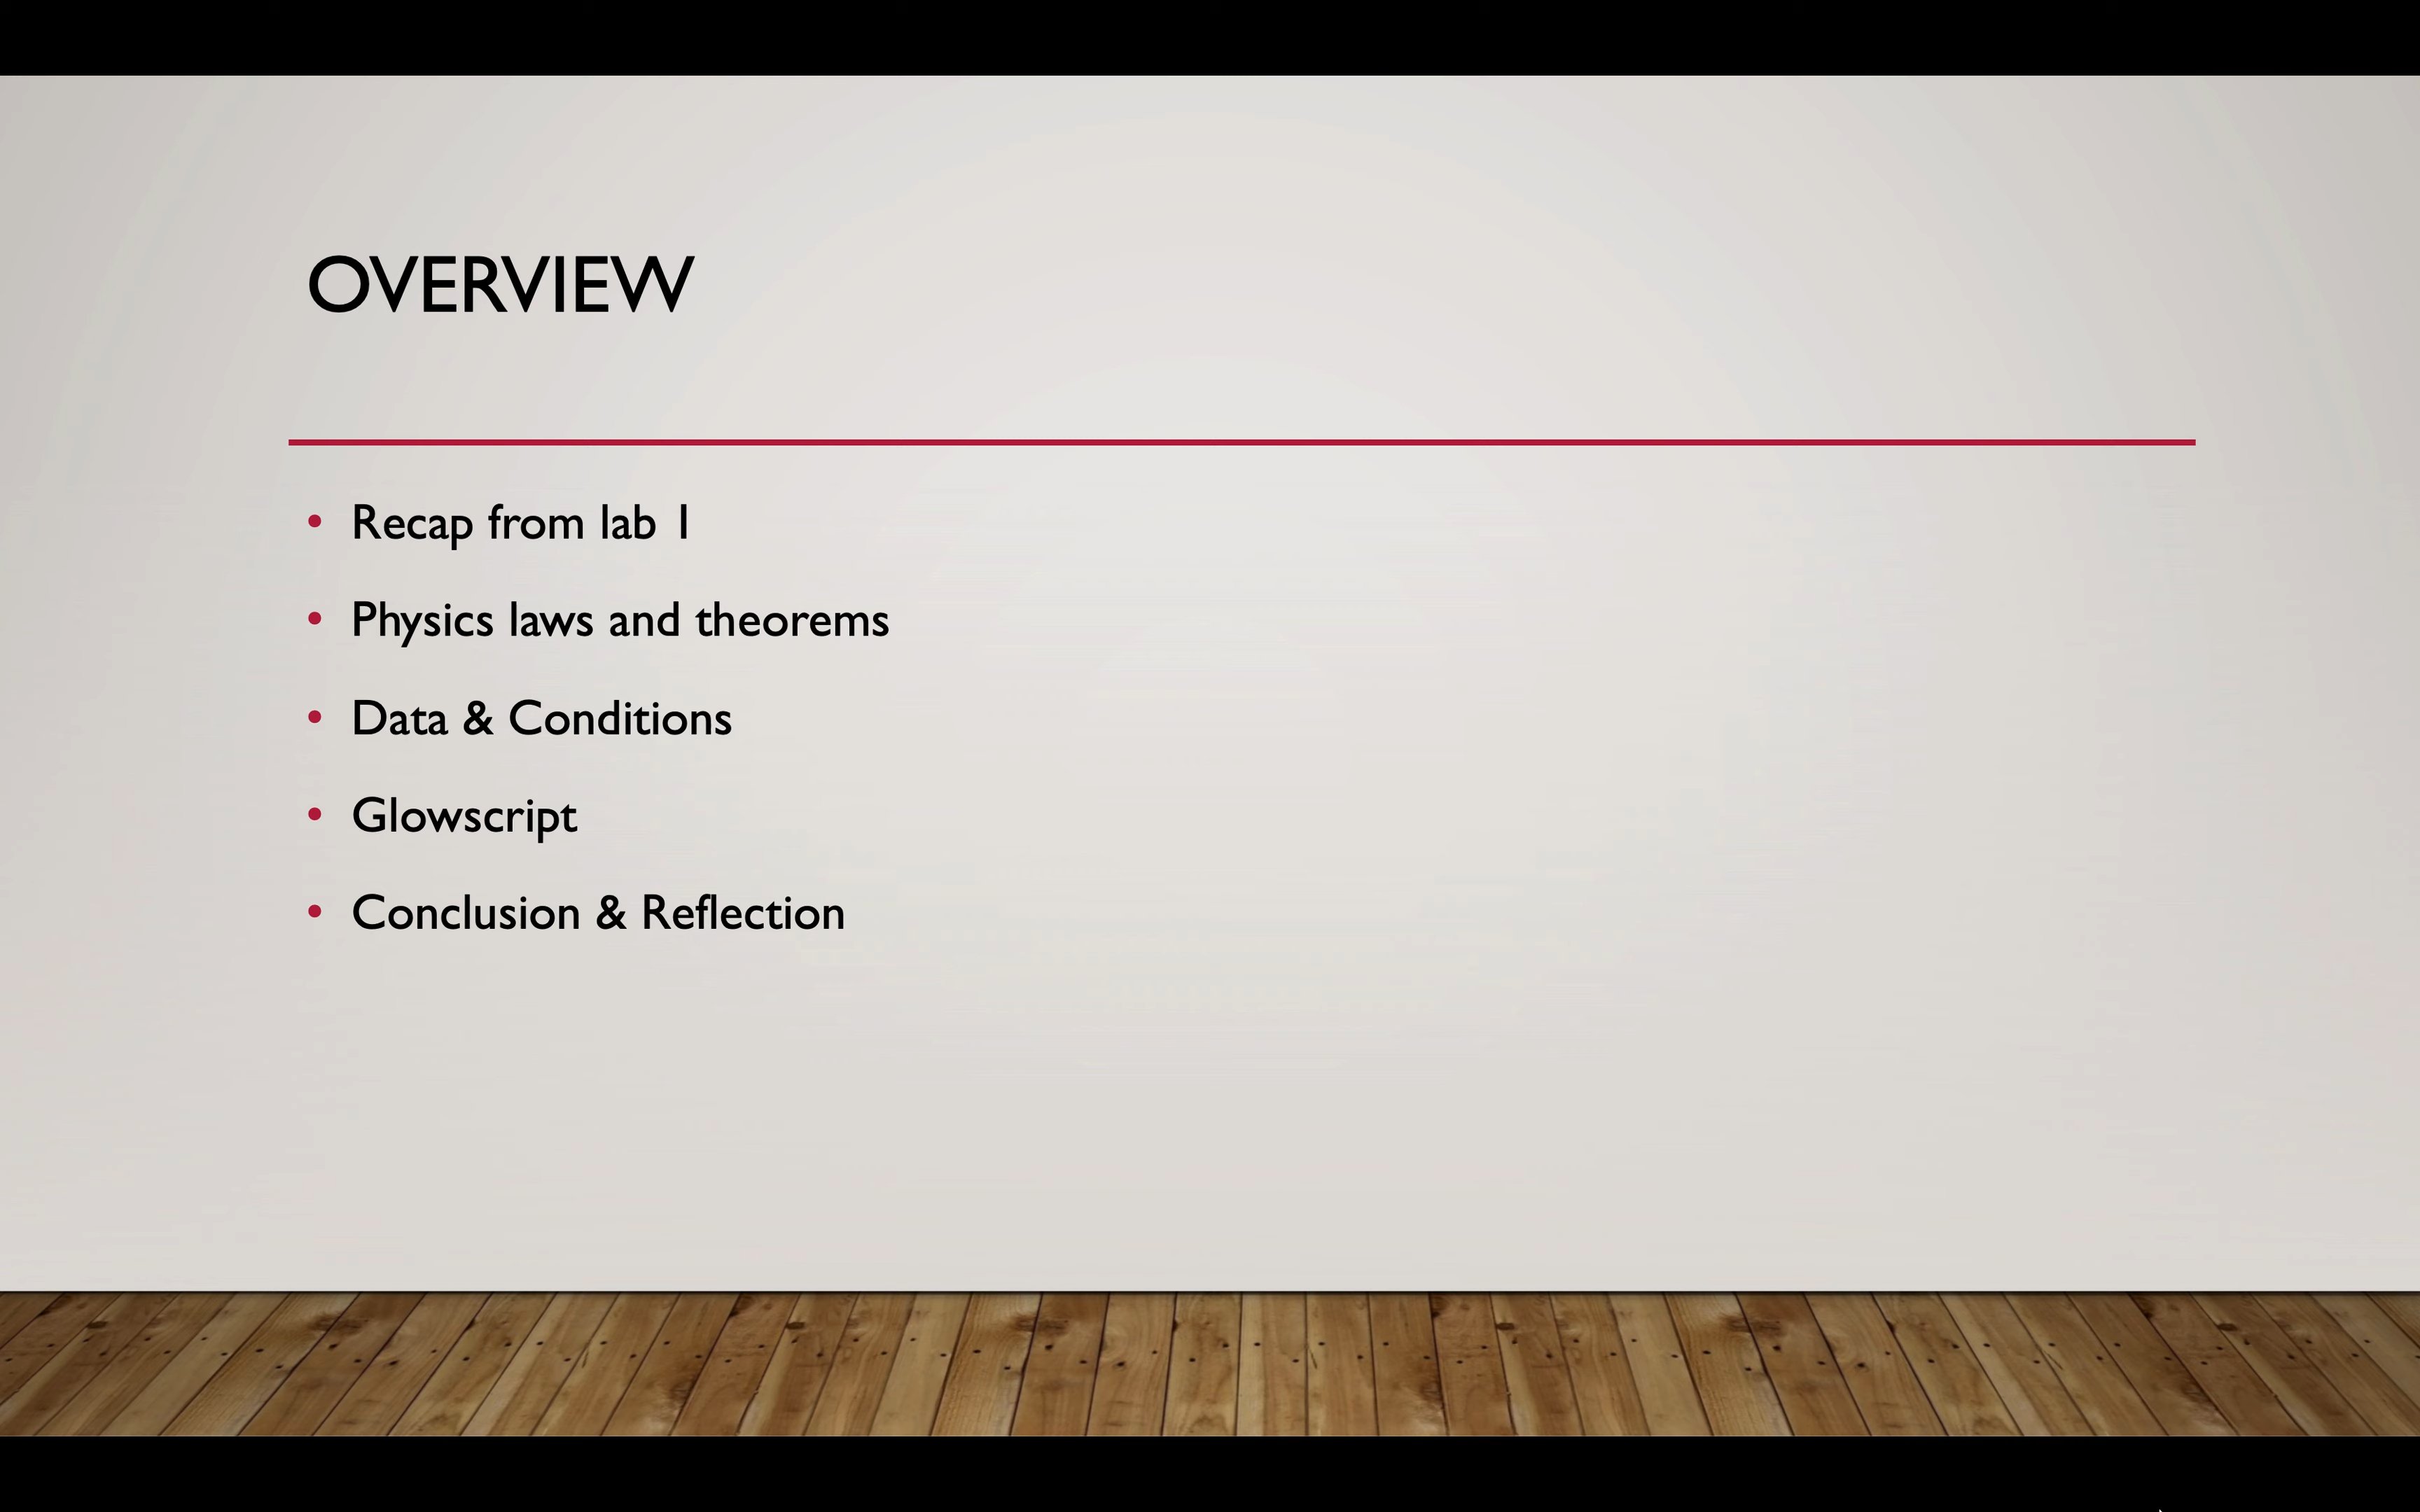 OVERVIEW
• Recap from lab 1
• Physics laws and theorems
• Data & Conditions
• Glowscript
• Conclusion & Reflection